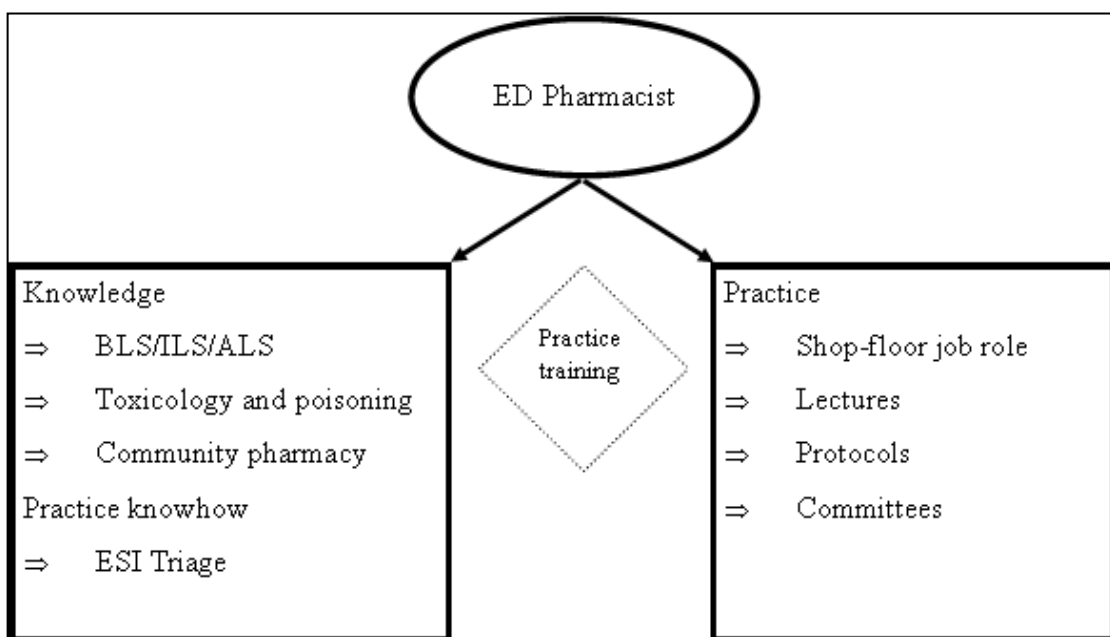 ED Pharmacist
Knowledge
⇒ BLS/ILS/ALS
⇒ Toxicology and poisoning
⇒ Community pharmacy
Practice knowhow
⇒ ESI Triage
Practice
training
Practice
⇒ Shop-floor job role
⇒ Lectures
⇒ Protocols
⇒ Committees